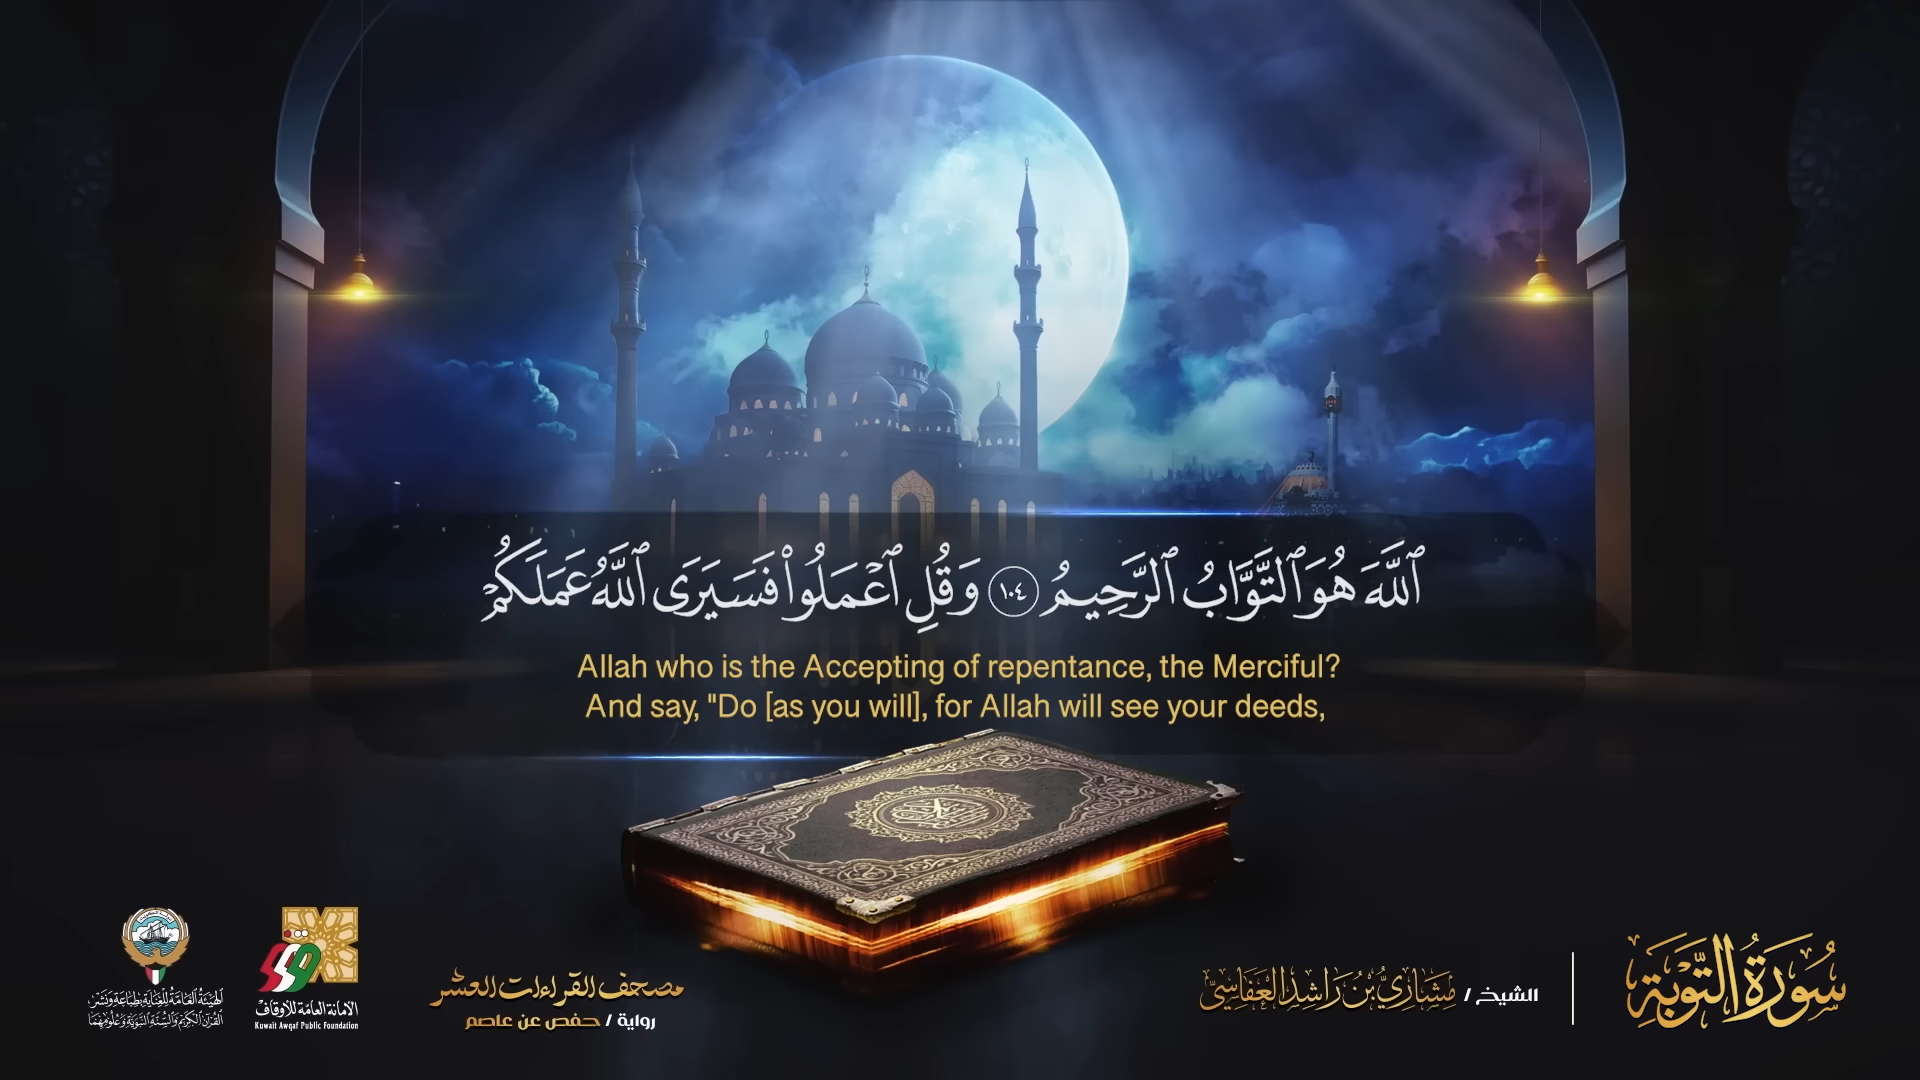 ٱللَّهَ هُوَ ٱلتَّوَّابُ ٱلرَّحِيمُ ١٠٤ وَقُلِ ٱعْمَلُوا۟ فَسَيَرَى ٱللَّهُ عَمَلَكُمْ
Allah who is the Accepting of repentance, the Merciful?
And say, "Do [as you will], for Allah will see your deeds,
الهيئة العامة للعناية بطباعة ونشر
القرآن الكريم والسنة النبوية وعلومهما
الامانة العامة للأوقاف
Kuwait Awqaf Public Foundation
مصحف القراءات العشر
رواية / حفص عن عاصم
الشيخ / مشاري بن راشد العفاسي
سُورَةُ التَّوْبَةِ